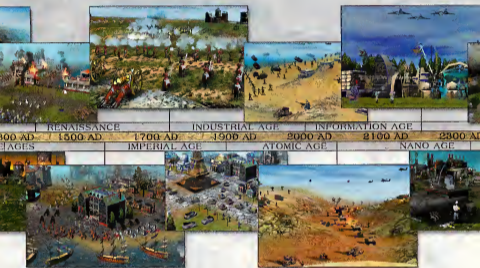 RENAISSANCE INDUSTRIAL AGE INFORMATION AGE
1500 AD 1700 AD 1900 AD 2000 AD 2100 AD 2300 AD
AGES IMPERIAL AGE ATOMIC AGE NANO AGE